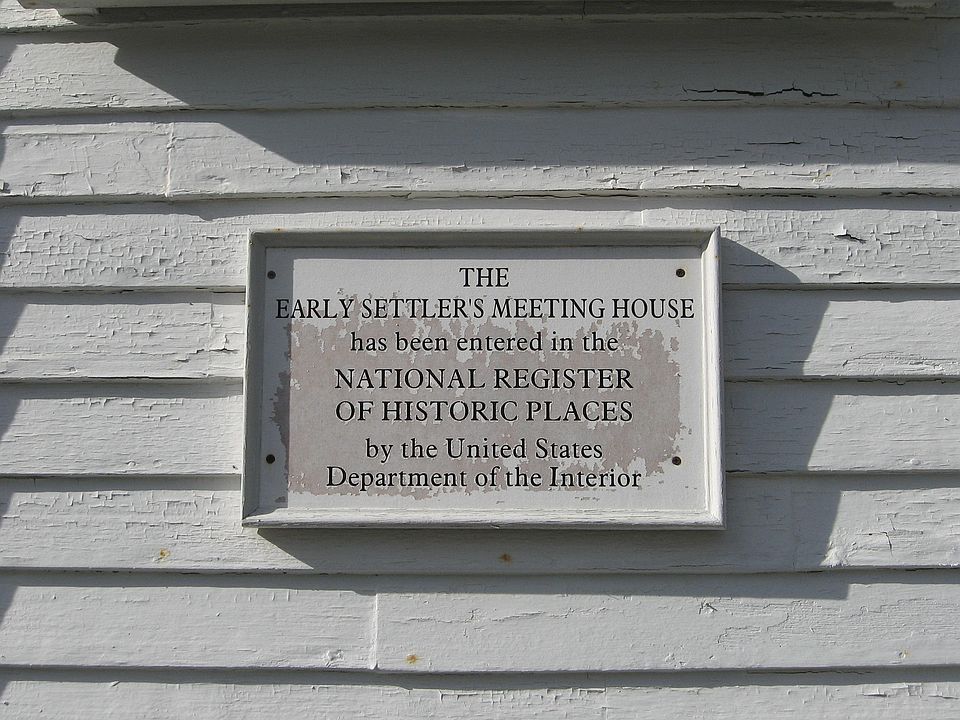 THE
EARLY SETTLER'S MEETING HOUSE
has been entered in the
NATIONAL REGISTER
OF HISTORIC PLACES
by the United States
Department of the Interior